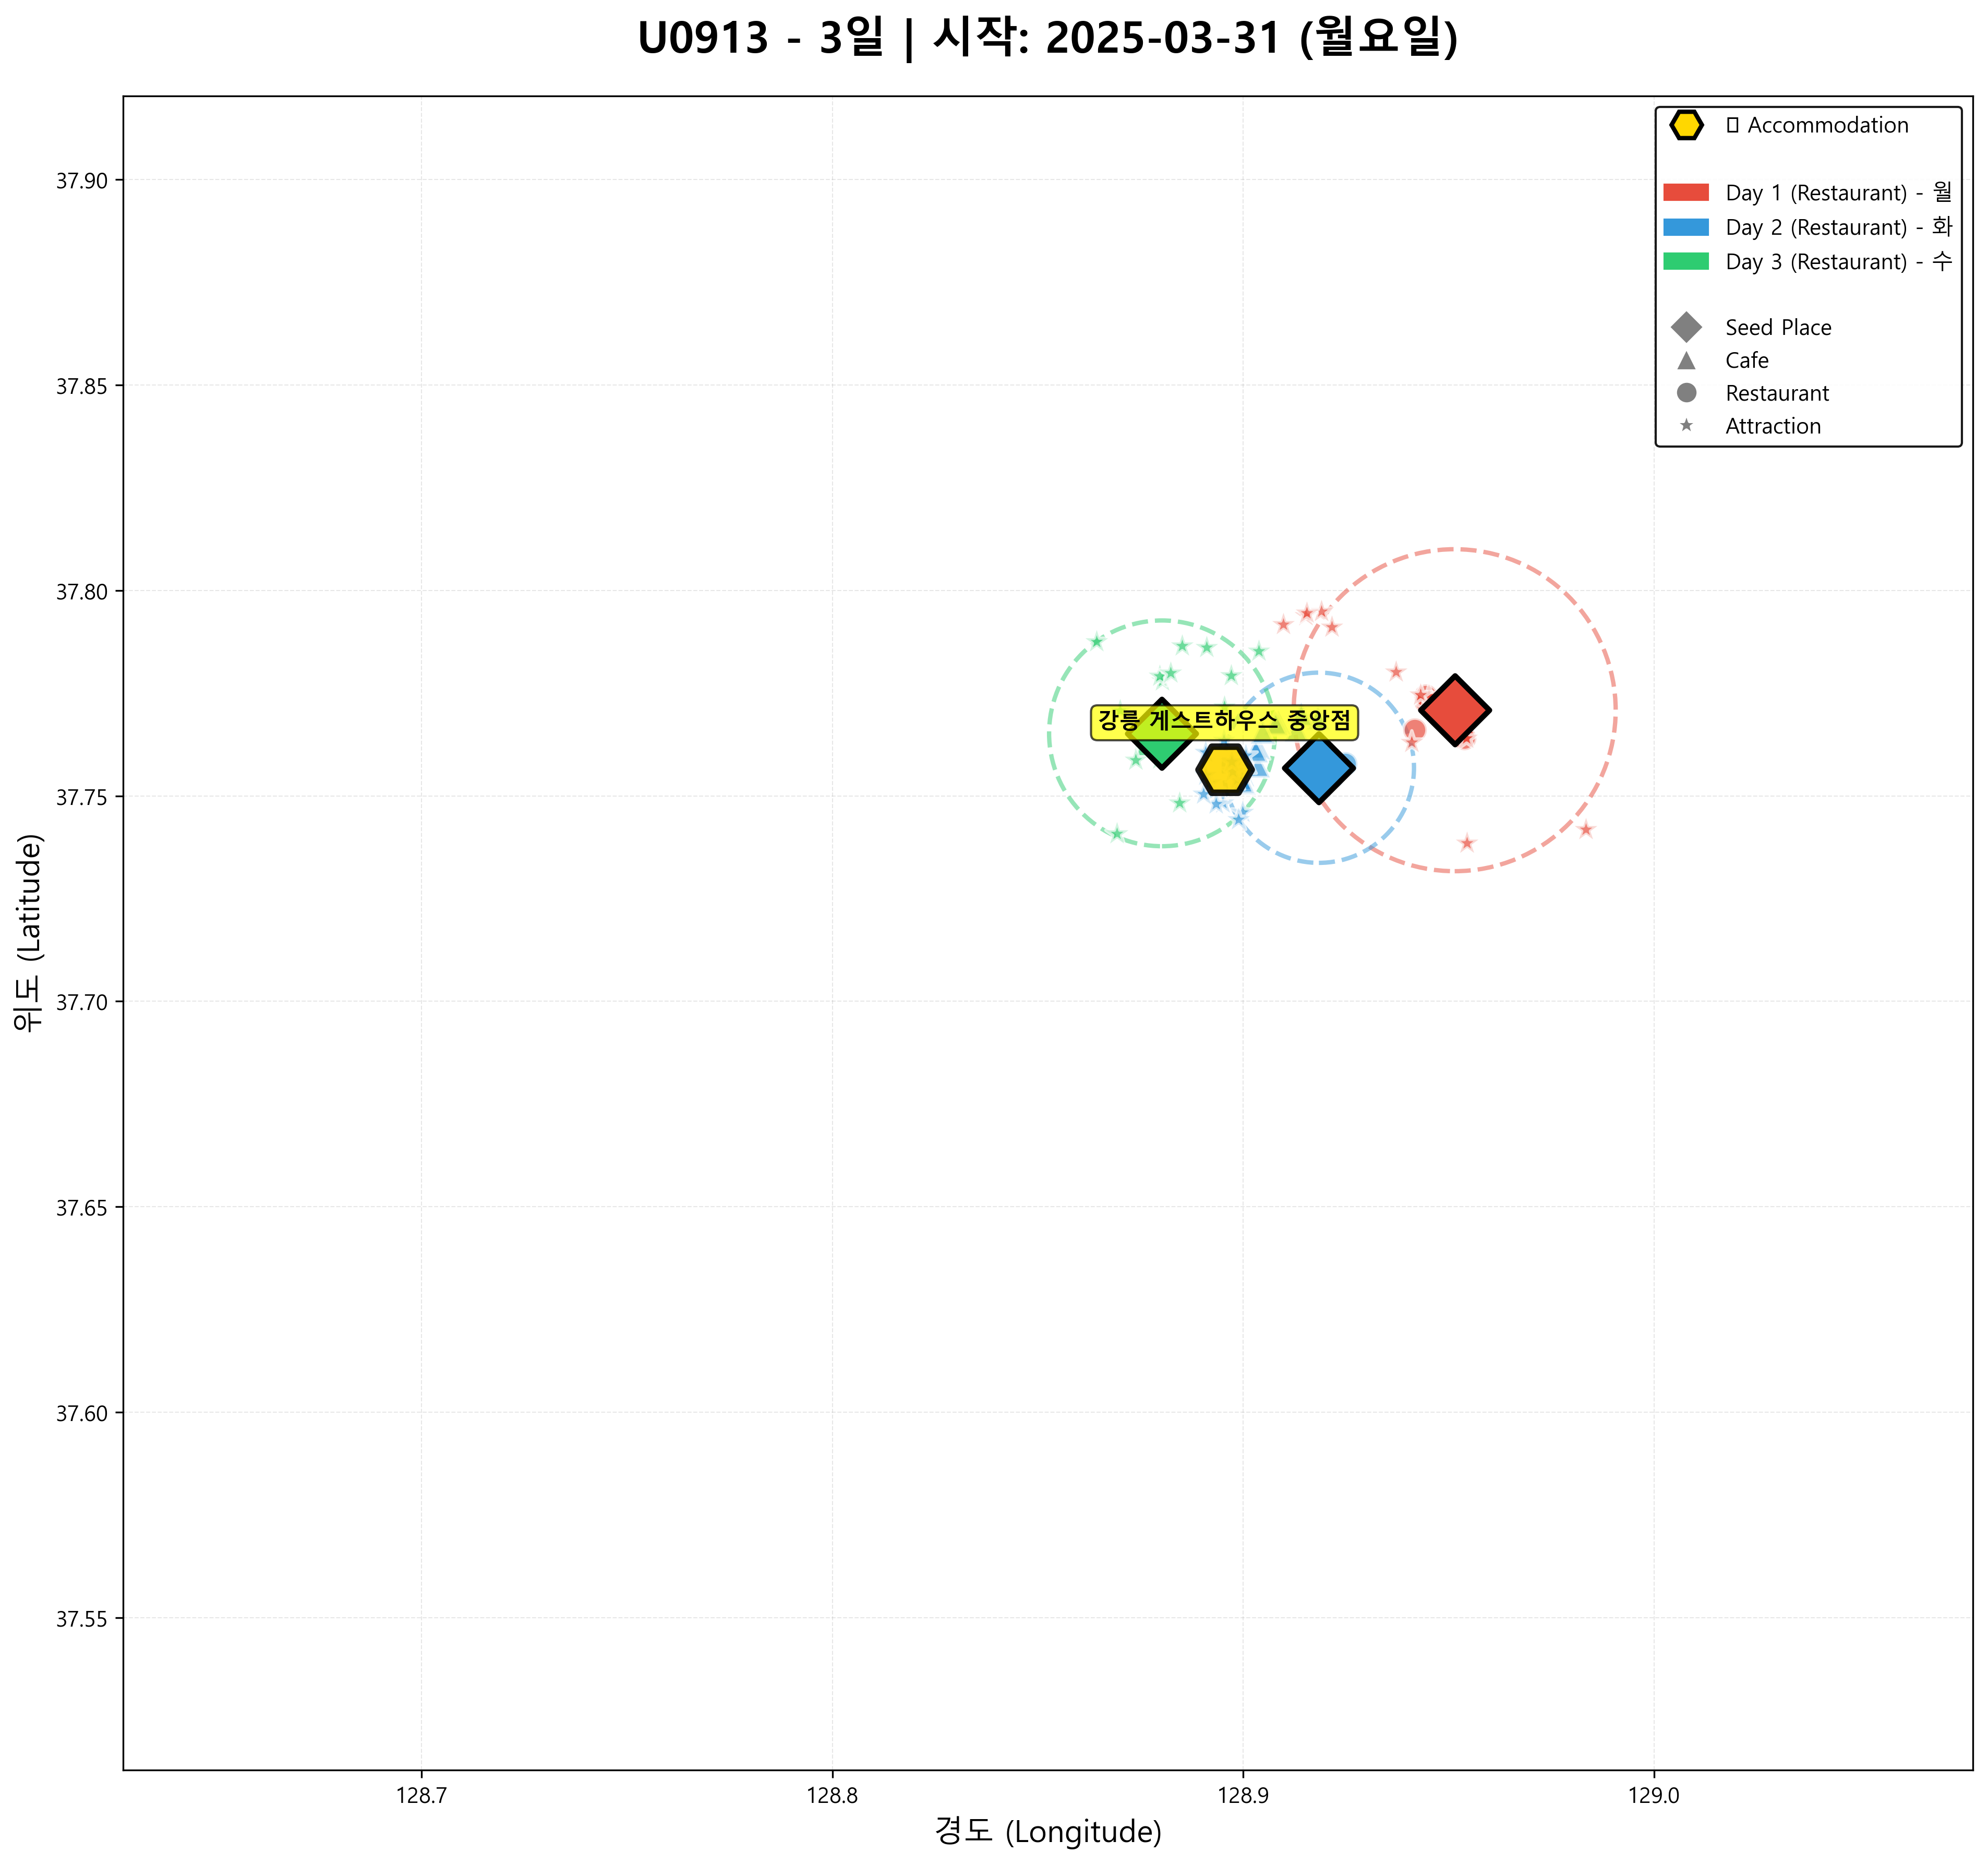 U0913 - 3일 | 시작: 2025-03-31 (월요일)
Accommodation
Day 1 (Restaurant) - 월
Day 2 (Restaurant) - 화
Day 3 (Restaurant) - 수
Seed Place
Cafe
Restaurant
Attraction
37.90
37.85
37.80
37.75
37.70
37.65
37.60
37.55
강릉 게스트하우스 중앙점
위도 (Latitude)
128.7
128.8
128.9
129.0
경도 (Longitude)